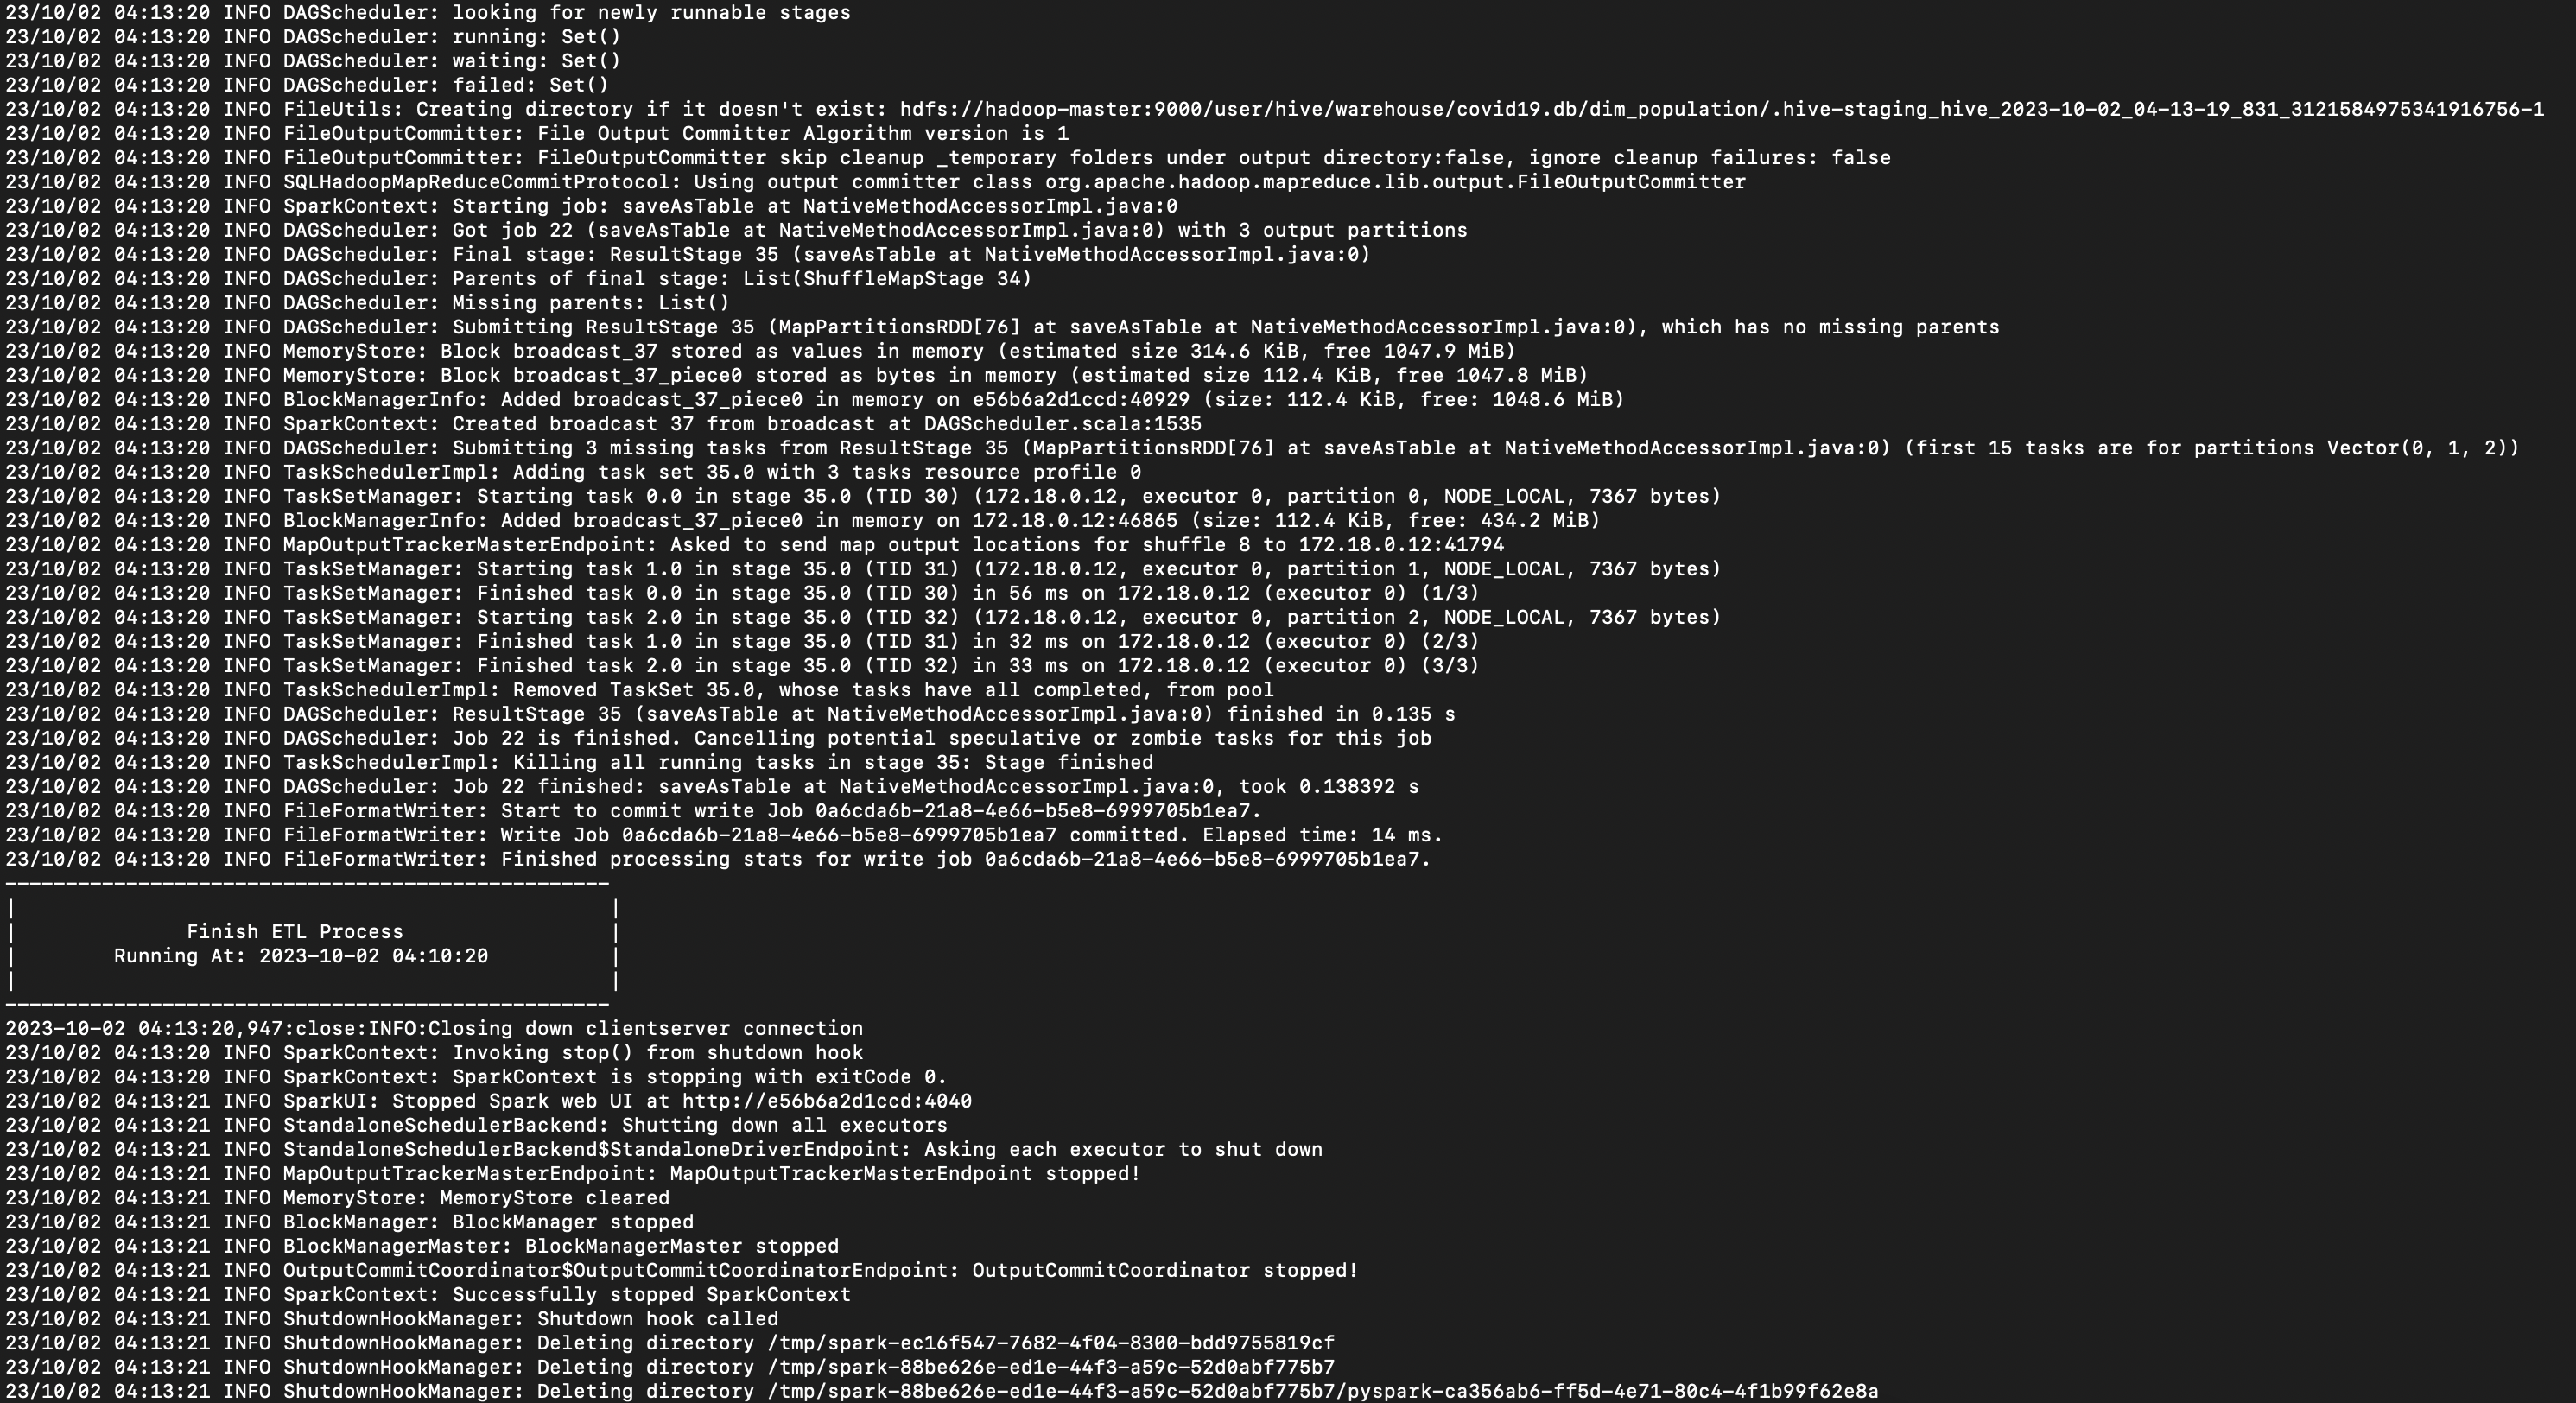 23/10/02 04:13:20 INFO DAGScheduler: looking for newly runnable stages
23/10/02 04:13:20 INFO DAGScheduler: running: Set()
23/10/02 04:13:20 INFO DAGScheduler: waiting: Set()
23/10/02 04:13:20 INFO DAGScheduler: failed: Set()
23/10/02 04:13:20 INFO FileUtils: Creating directory if it doesn't exist: hdfs://hadoop-master:9000/user/hive/warehouse/covid19.db/dim_population/.hive-staging_hive_2023-10-02_04-13-19_831_3121584975341916756-1
23/10/02 04:13:20 INFO FileOutputCommitter: File Output Committer Algorithm version is 1
23/10/02 04:13:20 INFO FileOutputCommitter: FileOutputCommitter skip cleanup _temporary folders under output directory:false, ignore cleanup failures: false
23/10/02 04:13:20 INFO SQLHadoopMapReduceCommitProtocol: Using output committer class org.apache.hadoop.mapreduce.lib.output.FileOutputCommitter
23/10/02 04:13:20 INFO SparkContext: Starting job: saveAsTable at NativeMethodAccessorImpl.java:0
23/10/02 04:13:20 INFO DAGScheduler: Got job 22 (saveAsTable at NativeMethodAccessorImpl.java:0) with 3 output partitions
23/10/02 04:13:20 INFO DAGScheduler: Final stage: ResultStage 35 (saveAsTable at NativeMethodAccessorImpl.java:0)
23/10/02 04:13:20 INFO DAGScheduler: Parents of final stage: List(ShuffleMapStage 34)
23/10/02 04:13:20 INFO DAGScheduler: Missing parents: List()
23/10/02 04:13:20 INFO DAGScheduler: Submitting ResultStage 35 (MapPartitionsRDD[76] at saveAsTable at NativeMethodAccessorImpl.java:0), which has no missing parents
23/10/02 04:13:20 INFO MemoryStore: Block broadcast_37 stored as values in memory (estimated size 314.6 KiB, free 1047.9 MiB)
23/10/02 04:13:20 INFO MemoryStore: Block broadcast_37_piece0 stored as bytes in memory (estimated size 112.4 KiB, free 1047.8 MiB)
23/10/02 04:13:20 INFO BlockManagerInfo: Added broadcast_37_piece0 in memory on e56b6a2d1ccd:40929 (size: 112.4 KiB, free: 1048.6 MiB)
23/10/02 04:13:20 INFO SparkContext: Created broadcast 37 from broadcast at DAGScheduler.scala:1535
23/10/02 04:13:20 INFO DAGScheduler: Submitting 3 missing tasks from ResultStage 35 (MapPartitionsRDD[76] at saveAsTable at NativeMethodAccessorImpl.java:0) (first 15 tasks are for partitions Vector(0, 1, 2))
23/10/02 04:13:20 INFO TaskSchedulerImpl: Adding task set 35.0 with 3 tasks resource profile 0
23/10/02 04:13:20 INFO TaskSetManager: Starting task 0.0 in stage 35.0 (TID 30) (172.18.0.12, executor 0, partition 0, NODE_LOCAL, 7367 bytes)
23/10/02 04:13:20 INFO BlockManagerInfo: Added broadcast_37_piece0 in memory on 172.18.0.12:46865 (size: 112.4 KiB, free: 434.2 MiB)
23/10/02 04:13:20 INFO MapOutputTrackerMasterEndpoint: Asked to send map output locations for shuffle 8 to 172.18.0.12:41794
23/10/02 04:13:20 INFO TaskSetManager: Starting task 1.0 in stage 35.0 (TID 31) (172.18.0.12, executor 0, partition 1, NODE_LOCAL, 7367 bytes)
23/10/02 04:13:20 INFO TaskSetManager: Finished task 0.0 in stage 35.0 (TID 30) in 56 ms on 172.18.0.12 (executor 0) (1/3)
23/10/02 04:13:20 INFO TaskSetManager: Starting task 2.0 in stage 35.0 (TID 32) (172.18.0.12, executor 0, partition 2, NODE_LOCAL, 7367 bytes)
23/10/02 04:13:20 INFO TaskSetManager: Finished task 1.0 in stage 35.0 (TID 31) in 32 ms on 172.18.0.12 (executor 0) (2/3)
23/10/02 04:13:20 INFO TaskSetManager: Finished task 2.0 in stage 35.0 (TID 32) in 33 ms on 172.18.0.12 (executor 0) (3/3)
23/10/02 04:13:20 INFO TaskSchedulerImpl: Removed TaskSet 35.0, whose tasks have all completed, from pool
23/10/02 04:13:20 INFO DAGScheduler: ResultStage 35 (saveAsTable at NativeMethodAccessorImpl.java:0) finished in 0.135 s
23/10/02 04:13:20 INFO DAGScheduler: Job 22 is finished. Cancelling potential speculative or zombie tasks for this job
23/10/02 04:13:20 INFO TaskSchedulerImpl: Killing all running tasks in stage 35: Stage finished
23/10/02 04:13:20 INFO DAGScheduler: Job 22 finished: saveAsTable at NativeMethodAccessorImpl.java:0, took 0.138392 s
23/10/02 04:13:20 INFO FileFormatWriter: Start to commit write Job 0a6cda6b-21a8-4e66-b5e8-6999705b1ea7.
23/10/02 04:13:20 INFO FileFormatWriter: Write Job 0a6cda6b-21a8-4e66-b5e8-6999705b1ea7 committed. Elapsed time: 14 ms.
23/10/02 04:13:20 INFO FileFormatWriter: Finished processing stats for write job 0a6cda6b-21a8-4e66-b5e8-6999705b1ea7.
--------------------------------------------------
|                                                  |
|              Finish ETL Process                  |
|        Running At: 2023-10-02 04:10:20           |
|                                                  |
--------------------------------------------------
2023-10-02 04:13:20,947:close:INFO:Closing down clientserver connection
23/10/02 04:13:20 INFO SparkContext: Invoking stop() from shutdown hook
23/10/02 04:13:20 INFO SparkContext: SparkContext is stopping with exitCode 0.
23/10/02 04:13:21 INFO SparkUI: Stopped Spark web UI at http://e56b6a2d1ccd:4040
23/10/02 04:13:21 INFO StandaloneSchedulerBackend: Shutting down all executors
23/10/02 04:13:21 INFO StandaloneSchedulerBackend$StandaloneDriverEndpoint: Asking each executor to shut down
23/10/02 04:13:21 INFO MapOutputTrackerMasterEndpoint: MapOutputTrackerMasterEndpoint stopped!
23/10/02 04:13:21 INFO MemoryStore: MemoryStore cleared
23/10/02 04:13:21 INFO BlockManager: BlockManager stopped
23/10/02 04:13:21 INFO BlockManagerMaster: BlockManagerMaster stopped
23/10/02 04:13:21 INFO OutputCommitCoordinator$OutputCommitCoordinatorEndpoint: OutputCommitCoordinator stopped!
23/10/02 04:13:21 INFO SparkContext: Successfully stopped SparkContext
23/10/02 04:13:21 INFO ShutdownHookManager: Shutdown hook called
23/10/02 04:13:21 INFO ShutdownHookManager: Deleting directory /tmp/spark-ec16f547-7682-4f04-8300-bdd9755819cf
23/10/02 04:13:21 INFO ShutdownHookManager: Deleting directory /tmp/spark-88be626e-ed1e-44f3-a59c-52d0abf775b7
23/10/02 04:13:21 INFO ShutdownHookManager: Deleting directory /tmp/spark-88be626e-ed1e-44f3-a59c-52d0abf775b7/pyspark-ca356ab6-ff5d-4e71-80c4-4f1b99f62e8a